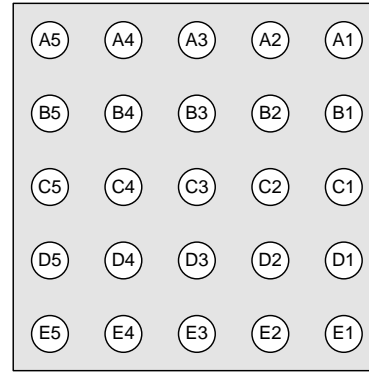 A5 A4 A3 A2 A1
B5 B4 B3 B2 B1
C5 C4 C3 C2 C1
D5 D4 D3 D2 D1
E5 E4 E3 E2 E1